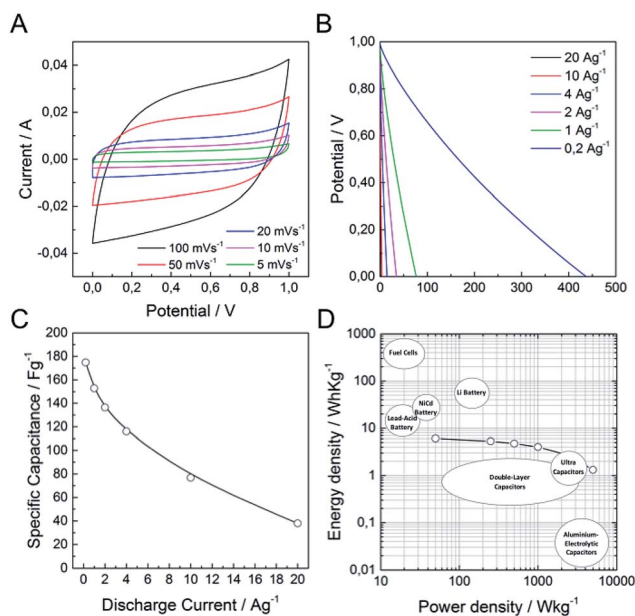 A
0,06
0,04
0,02
0,00
-0,02
-0,04
Current / A
20 mVs⁻¹
100 mVs⁻¹
10 mVs⁻¹
50 mVs⁻¹
5 mVs⁻¹
0,0 0,2 0,4 0,6 0,8 1,0
Potential / V
B
1,00
0,80
0,60
0,40
0,20
0,00
Potential / V
20 Ag⁻¹
10 Ag⁻¹
4 Ag⁻¹
2 Ag⁻¹
1 Ag⁻¹
0,2 Ag⁻¹
0 100 200 300 400 500
C
200
180
160
140
120
100
80
60
40
20
0
Specific Capacitance / Fg⁻¹
0 2 4 6 8 10 12 14 16 18 20
Discharge Current / Ag⁻¹
D
1000
100
10
1
0,1
0,01
Energy density / WhKg⁻¹
Fuel Cells
Li Battery
NiCd
Battery
Lead-Acid
Battery
Ultra
Capacitors
Double-Layer
Capacitors
Aluminium-
Electrolytic
Capacitors
10 100 1000 10000
Power density / Wkg⁻¹